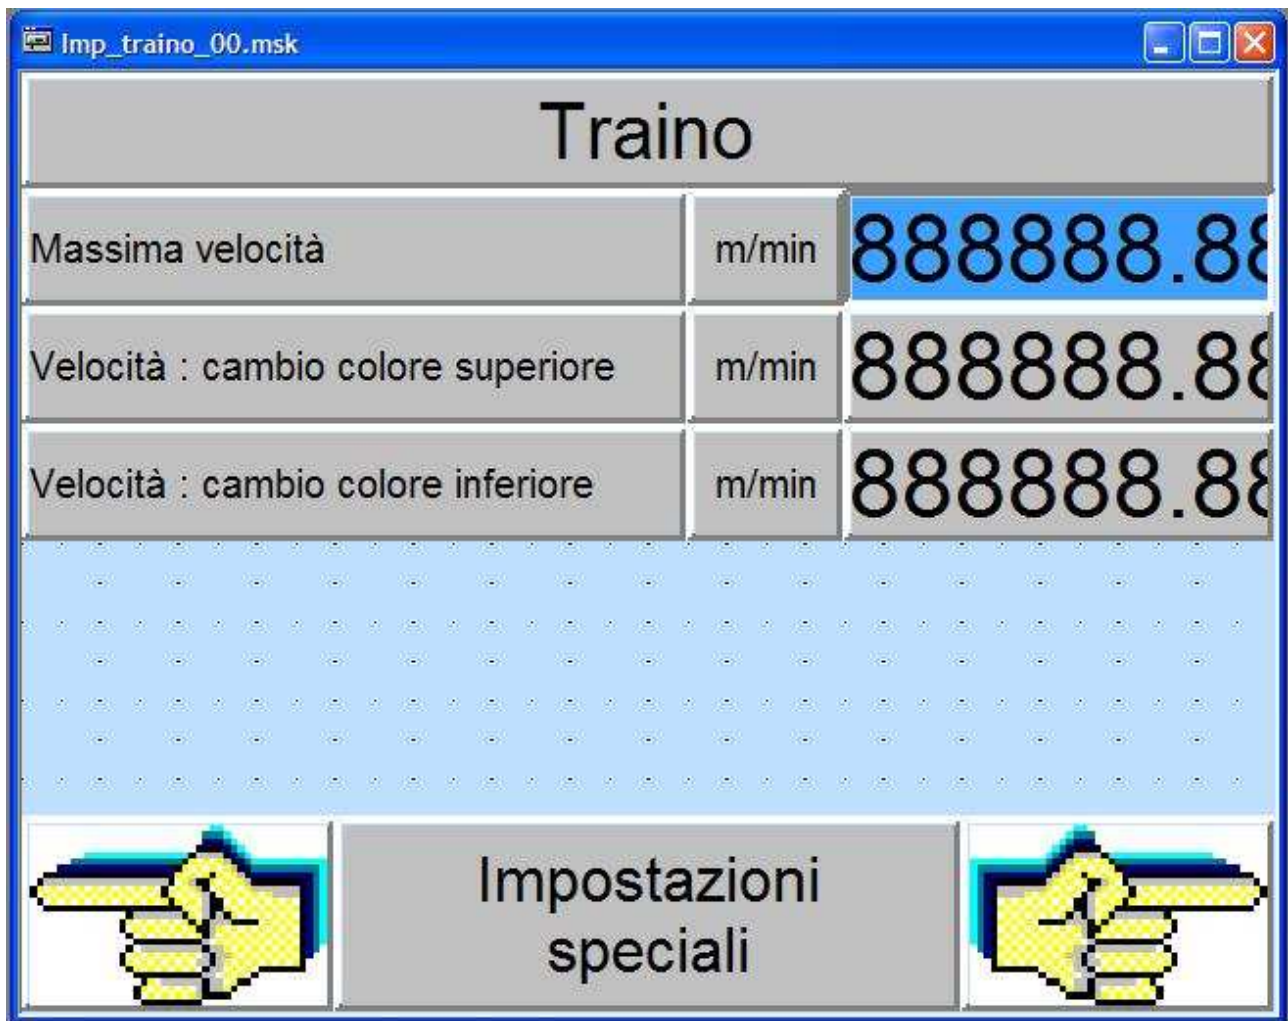 Imp_traino_00.msk
Traino
Massima velocità m/min 888888.88
Velocità : cambio colore superiore m/min 888888.88
Velocità : cambio colore inferiore m/min 888888.88
Impostazioni
speciali